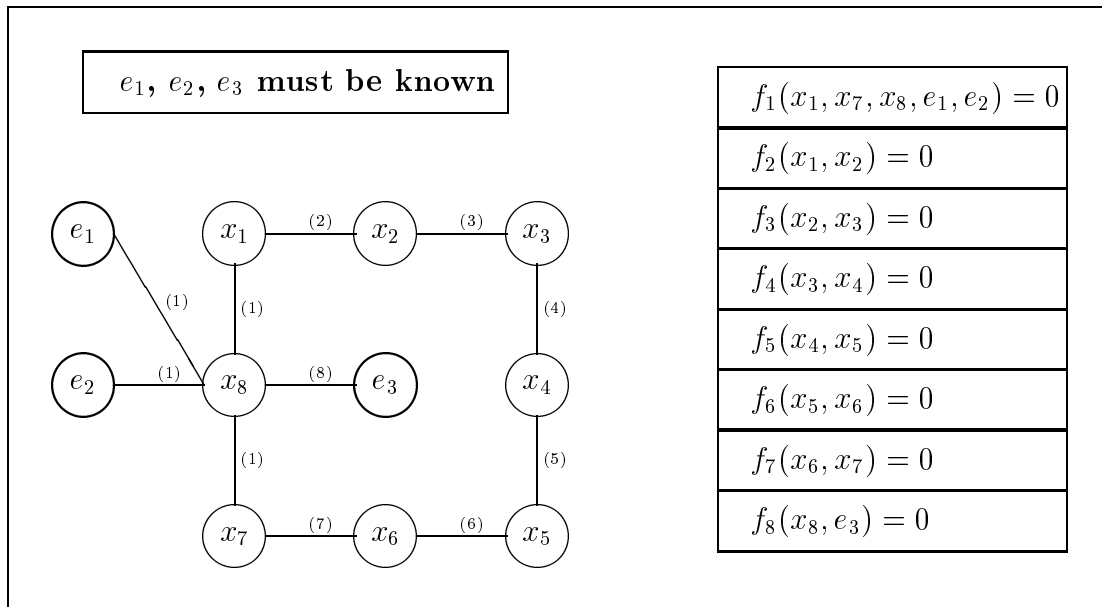 e₁, e₂, e₃ must be known
f₁(x₁, x₇, x₈, e₁, e₂) = 0
f₂(x₁, x₂) = 0
f₃(x₂, x₃) = 0
f₄(x₃, x₄) = 0
f₅(x₄, x₅) = 0
f₆(x₅, x₆) = 0
f₇(x₆, x₇) = 0
f₈(x₈, e₃) = 0
e₁ x₁ (2) x₂ (3) x₃
(1) (1) (4)
e₂ (1) x₈ (8) e₃ x₄
(1) (5)
x₇ (7) x₆ (6) x₅